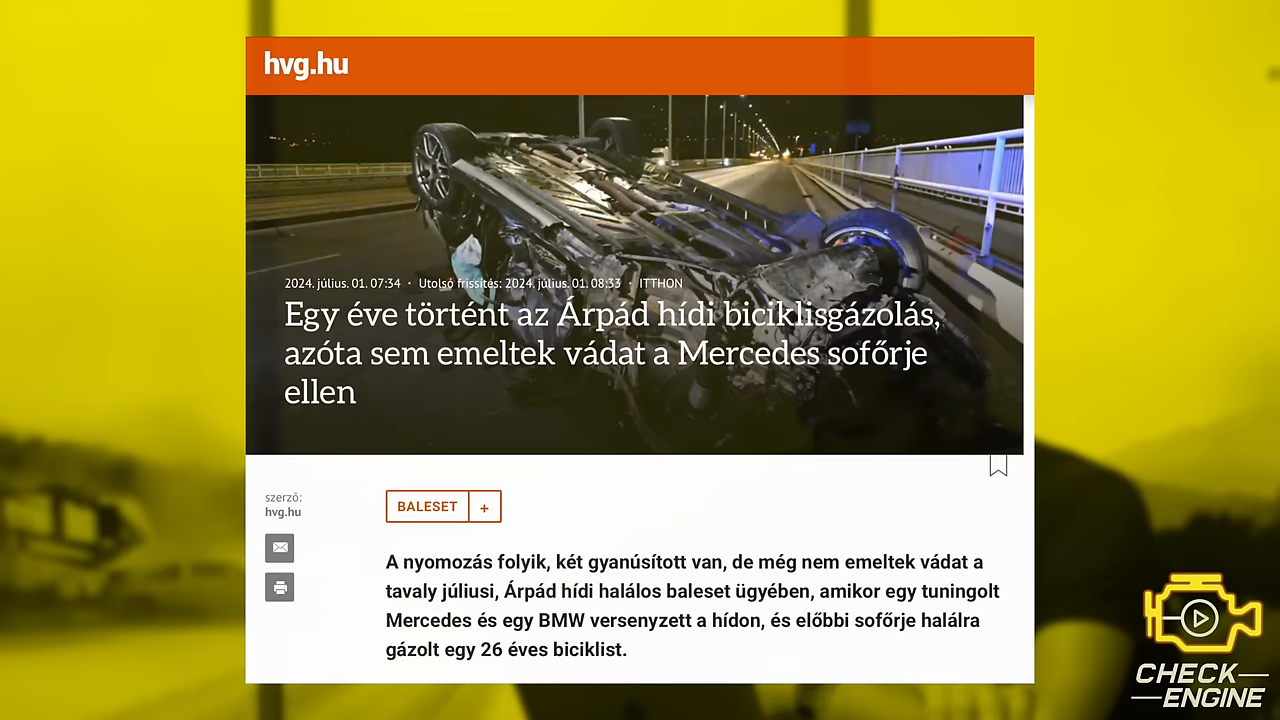 hvg.hu
2024. július. 01. 07:34 · Utolsó frissítés: 2024. július. 01. 08:33 · ITTHON
Egy éve történt az Árpád hídi biciklisgázolás,
azóta sem emeltek vádat a Mercedes sofőrje
ellen
szerző:
hvg.hu
BALESET +
A nyomozás folyik, két gyanúsított van, de még nem emeltek vádat a
tavaly júliusi, Árpád hídi halálos baleset ügyében, amikor egy tuningolt
Mercedes és egy BMW versenyzett a hídon, és előbbi sofőrje halálra
gázolt egy 26 éves biciklist.
CHECK
ENGINE